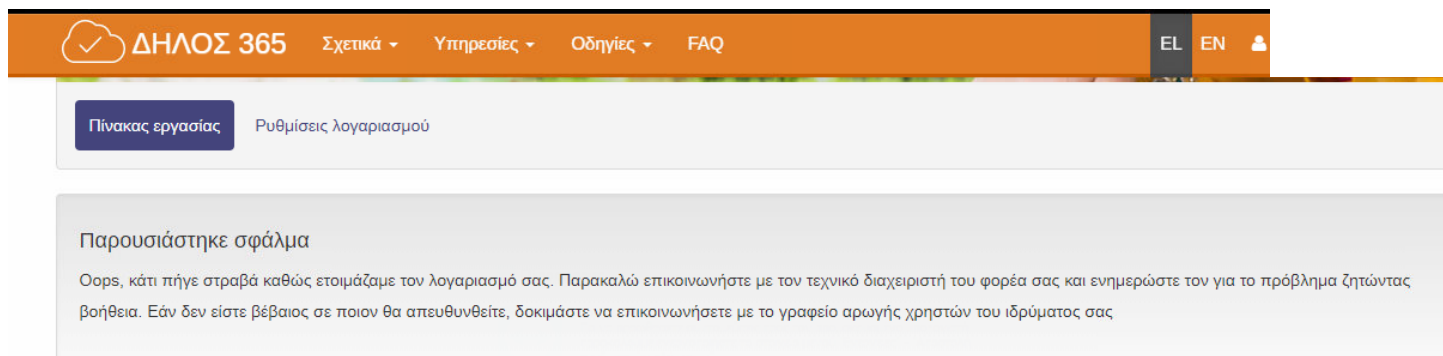 ΔΗΛΟΣ 365 Σχετικά Υπηρεσίες Οδηγίες FAQ EL EN
Πίνακας εργασίας Ρυθμίσεις λογαριασμού
Παρουσιάστηκε σφάλμα
Oops, κάτι πήγε στραβά καθώς ετοιμάζαμε τον λογαριασμό σας. Παρακαλώ επικοινωνήστε με τον τεχνικό διαχειριστή του φορέα σας και ενημερώστε τον για το πρόβλημα ζητώντας
βοήθεια. Εάν δεν είστε βέβαιος σε ποιον θα απευθυνθείτε, δοκιμάστε να επικοινωνήσετε με το γραφείο αρωγής χρηστών του ιδρύματος σας